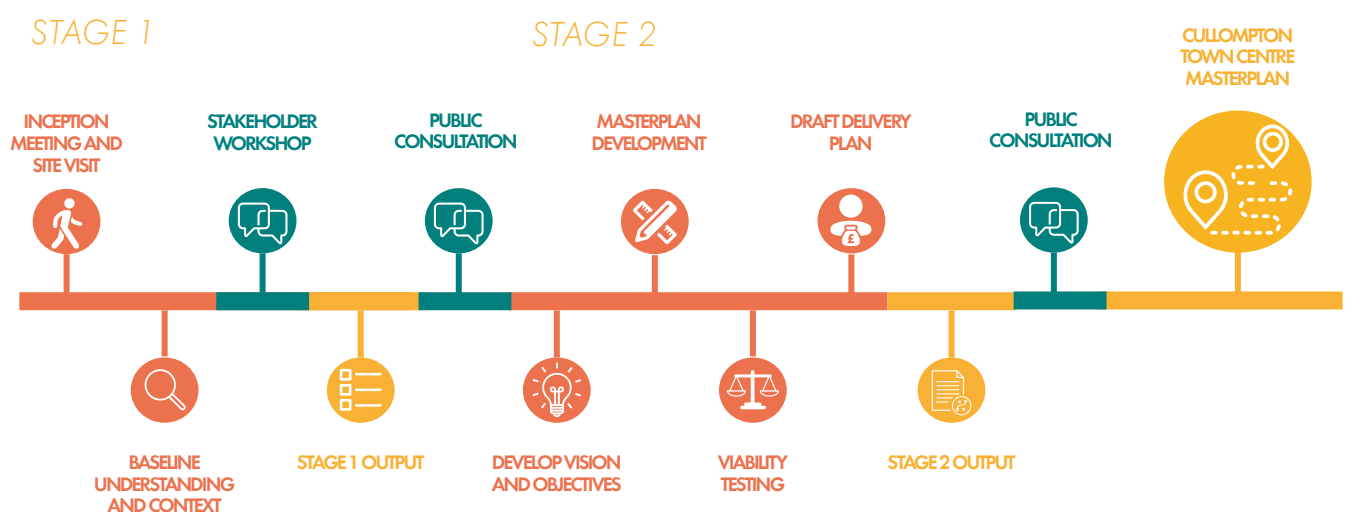 STAGE 1
STAGE 2
CULLOMPTON
TOWN CENTRE
MASTERPLAN
INCEPTION
MEETING AND
SITE VISIT
STAKEHOLDER
WORKSHOP
PUBLIC
CONSULTATION
MASTERPLAN
DEVELOPMENT
DRAFT DELIVERY
PLAN
PUBLIC
CONSULTATION
£
BASELINE
UNDERSTANDING
AND CONTEXT
STAGE 1 OUTPUT
DEVELOP VISION
AND OBJECTIVES
VIABILITY
TESTING
STAGE 2 OUTPUT